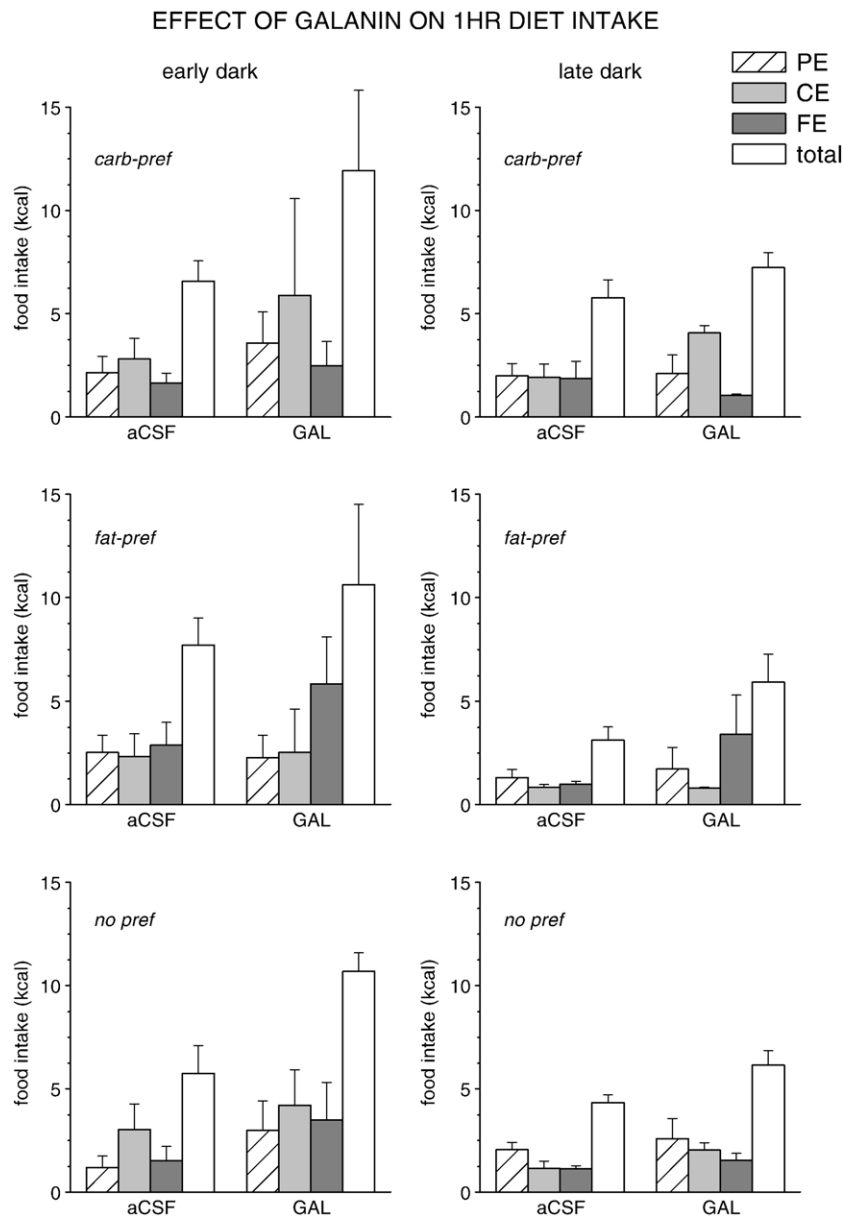 EFFECT OF GALANIN ON 1HR DIET INTAKE
early dark
late dark
PE
CE
FE
total
carb-pref
food intake (kcal)
15
10
5
0
aCSF
GAL
carb-pref
food intake (kcal)
15
10
5
0
aCSF
GAL
fat-pref
food intake (kcal)
15
10
5
0
aCSF
GAL
fat-pref
food intake (kcal)
15
10
5
0
aCSF
GAL
no pref
food intake (kcal)
15
10
5
0
aCSF
GAL
no pref
food intake (kcal)
15
10
5
0
aCSF
GAL